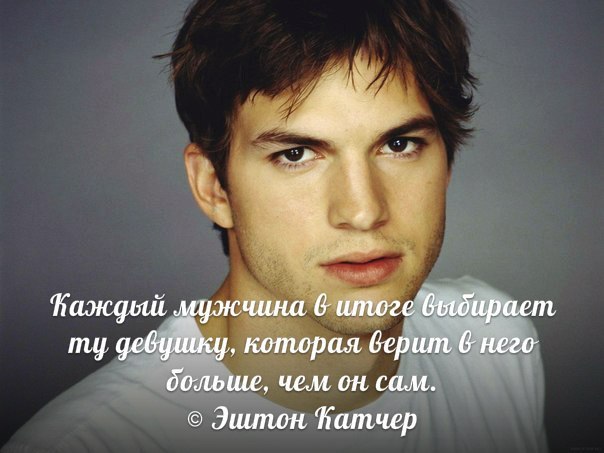 Каждый мужчина в итоге выбирает
ту девушку, которая верит в него
больше, чем он сам.
© Эштон Катчер